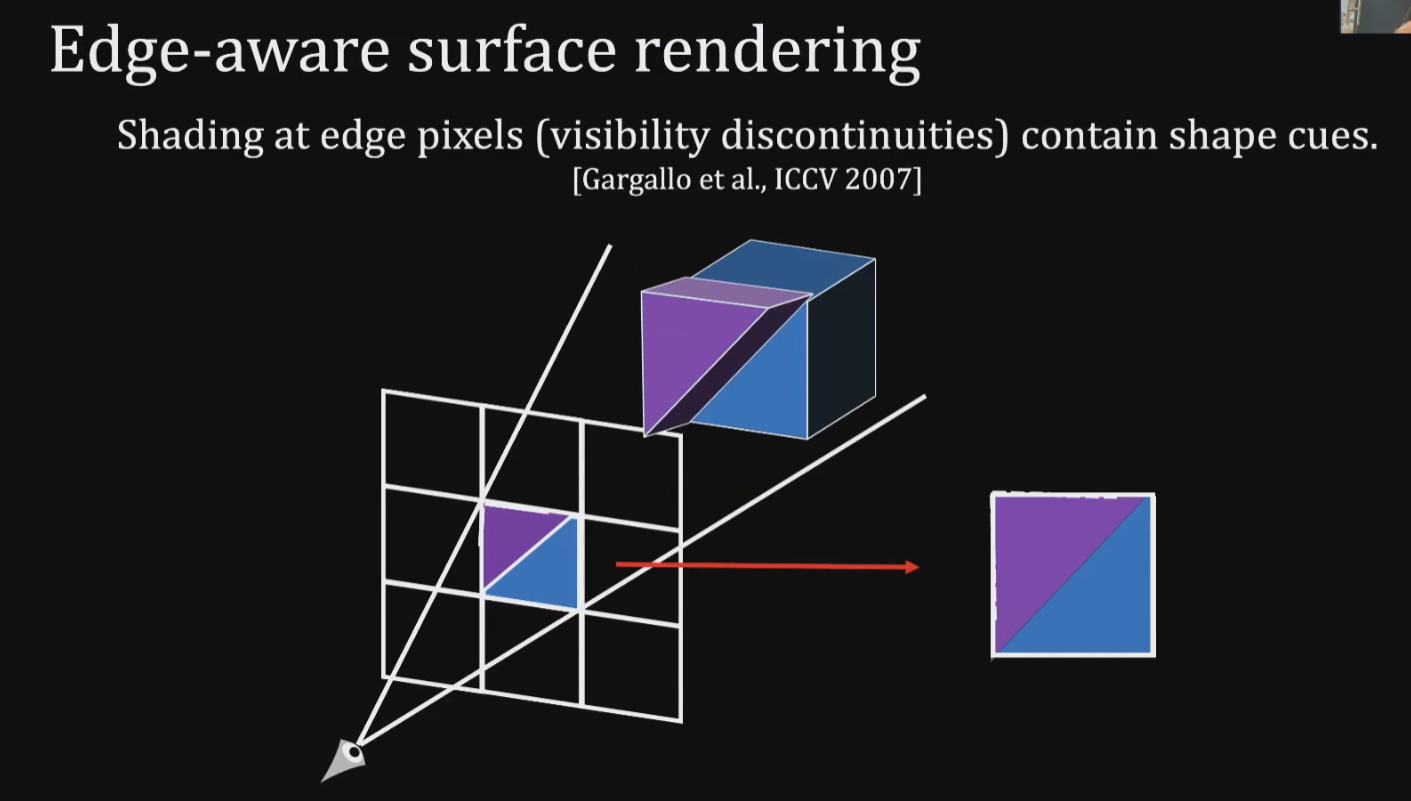 Edge-aware surface rendering
Shading at edge pixels (visibility discontinuities) contain shape cues.
[Gargallo et al., ICCV 2007]